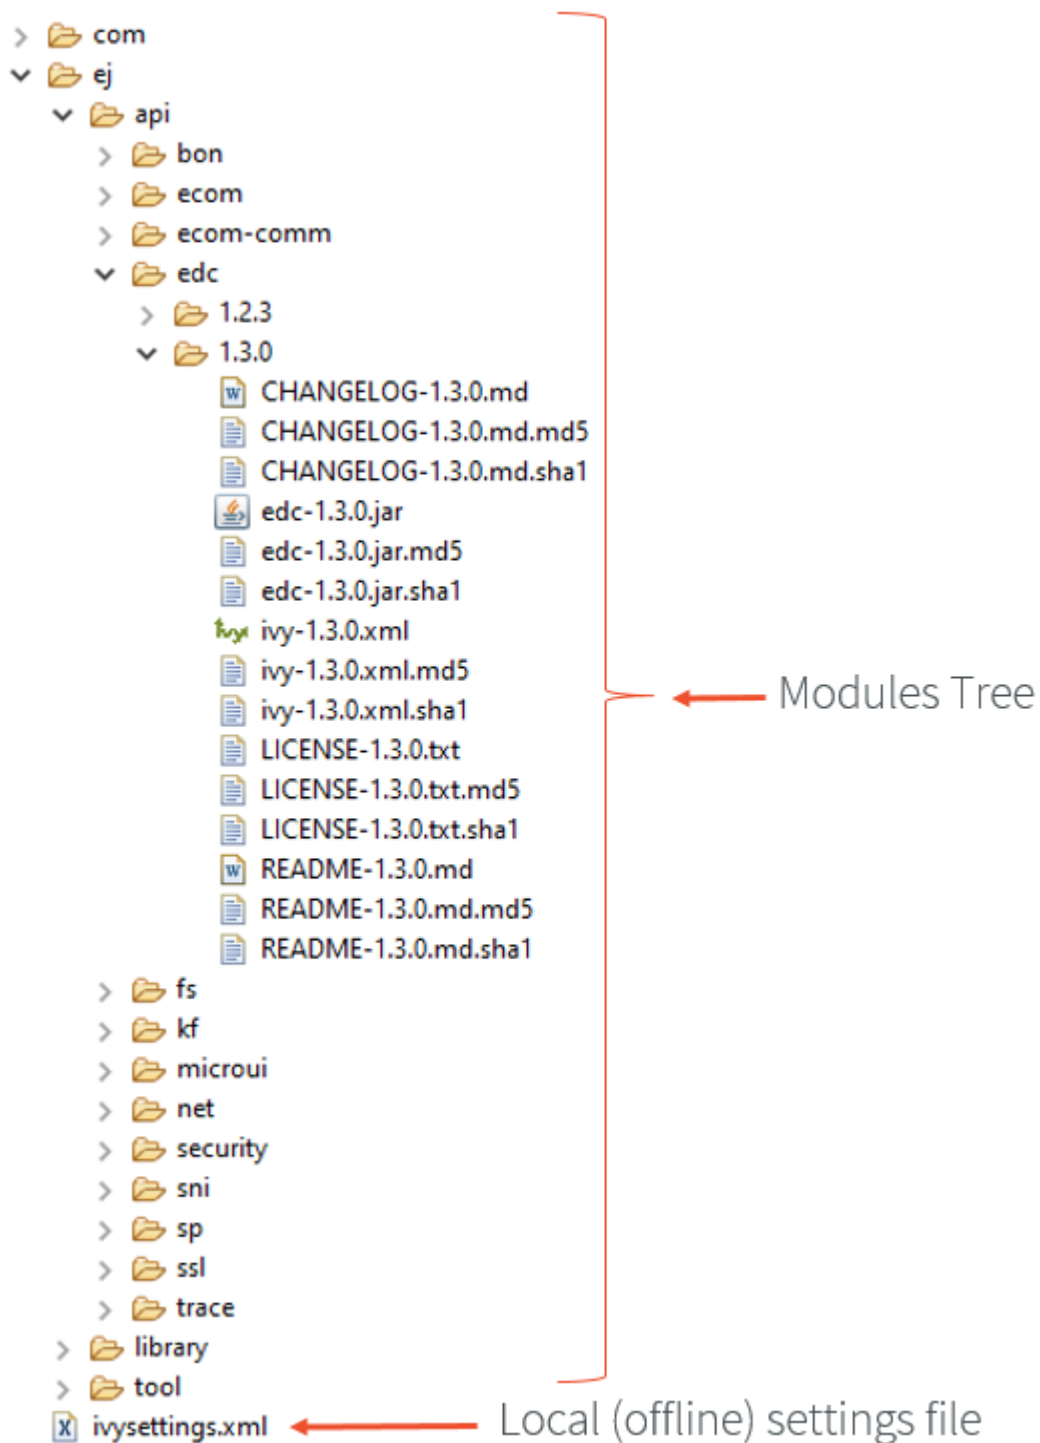 com
ej
api
bon
ecom
ecom-comm
edc
1.2.3
1.3.0
CHANGELOG-1.3.0.md
CHANGELOG-1.3.0.md.md5
CHANGELOG-1.3.0.md.sha1
edc-1.3.0.jar
edc-1.3.0.jar.md5
edc-1.3.0.jar.sha1
ivy-1.3.0.xml
ivy-1.3.0.xml.md5
ivy-1.3.0.xml.sha1
Modules Tree
LICENSE-1.3.0.txt
LICENSE-1.3.0.txt.md5
LICENSE-1.3.0.txt.sha1
README-1.3.0.md
README-1.3.0.md.md5
README-1.3.0.md.sha1
fs
kf
microui
net
security
sni
sp
ssl
trace
library
tool
ivysettings.xml
Local (offline) settings file